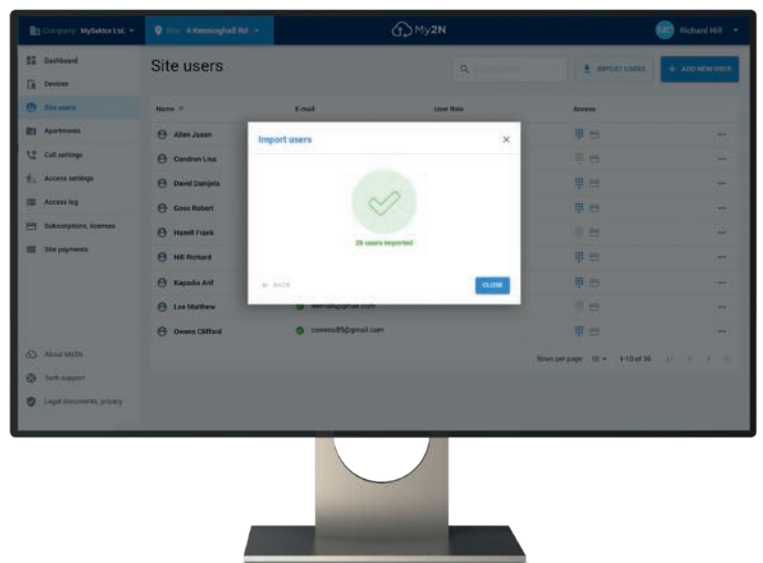 Company MySektor Ltd.
Site 4 Kenninghall Rd
My2N
Richard Hill
Dashboard
Devices
Site users
Apartments
Call settings
Access settings
Access log
Subscriptions, licenses
Site payments
About My2N
Tech support
Legal documents, privacy
Site users
IMPORT USERS
+ ADD NEW USER
Name
E-mail
User Role
Access
Allen Jason
Condron Lisa
David Danijela
Goss Robert
Hazell Frank
Hill Richard
Kapadia Arif
Lee Matthew
Owens Clifford
cowens85@gmail.com
Rows per page 10 1-10 of 36
Import users
users imported
BACK
CLOSE